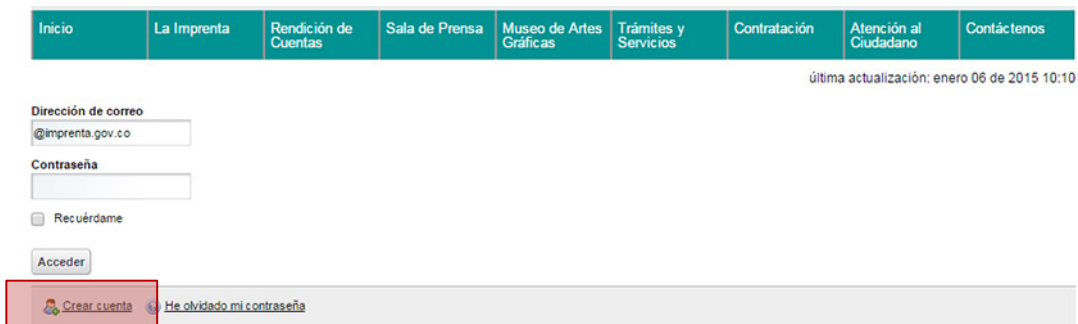 Inicio
La Imprenta
Rendición de
Cuentas
Sala de Prensa
Museo de Artes
Gráficas
Trámites y
Servicios
Contratación
Atención al
Ciudadano
Contáctenos
última actualización: enero 06 de 2015 10:10
Dirección de correo
@imprenta.gov.co
Contraseña
Recuérdame
Acceder
Crear cuenta
He olvidado mi contraseña